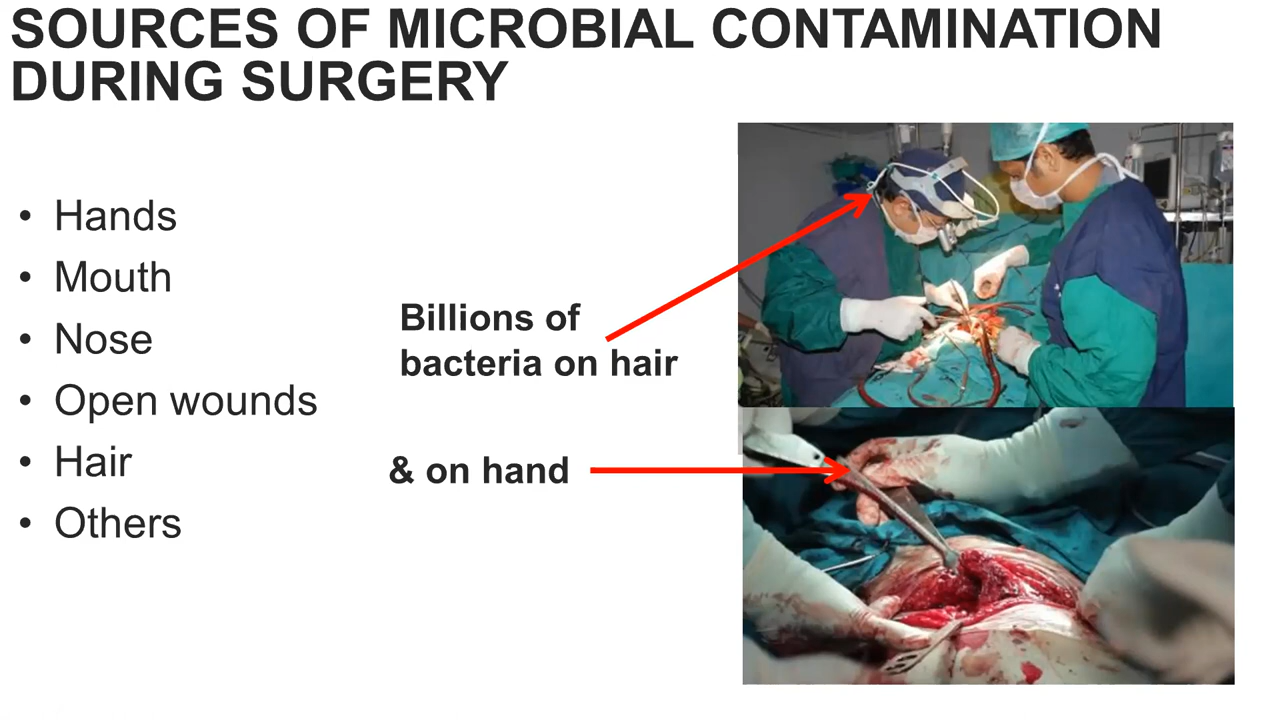 SOURCES OF MICROBIAL CONTAMINATION
DURING SURGERY
• Hands
• Mouth
• Nose
• Open wounds
• Hair
• Others
Billions of
bacteria on hair
& on hand